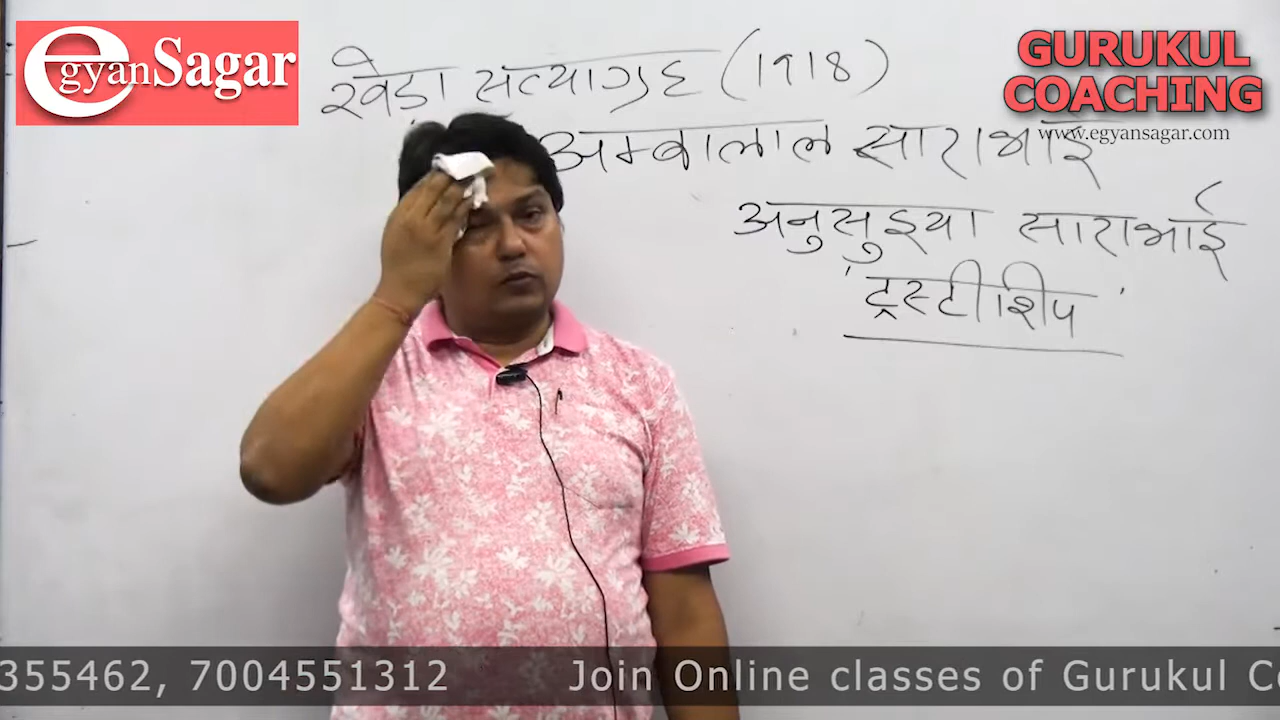 egyanSagar
GURUKUL
COACHING
www.egyansagar.com
खेड़ा सत्याग्रह (1918)
अम्बालाल साराभाई
अनुसुइया साराभाई
'ट्रस्टीशिप'
355462, 7004551312 Join Online classes of Gurukul